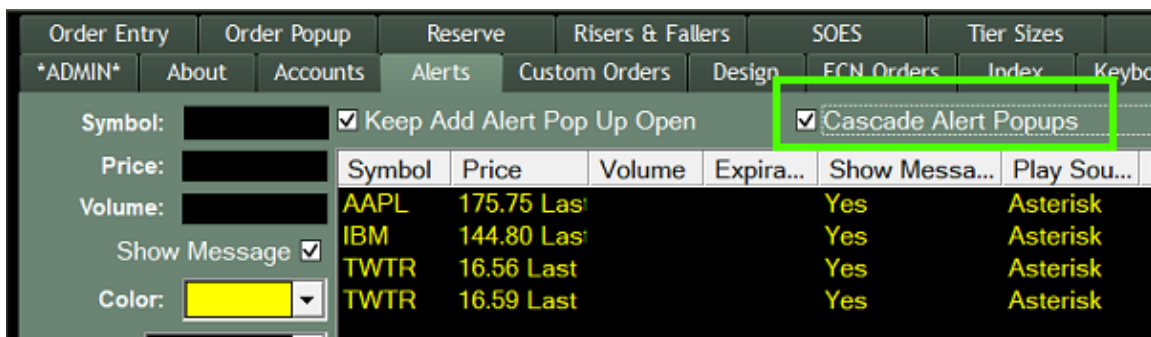 Order Entry Order Popup Reserve Risers & Fallers SOES Tier Sizes
*ADMIN* About Accounts Alerts Custom Orders Design ECN Orders Index Keybo
Symbol: Keep Add Alert Pop Up Open Cascade Alert Popups
Price: Symbol Price Volume Expira... Show Messa... Play Sou...
Volume: AAPL 175.75 Last Yes Asterisk
Show Message IBM 144.80 Last Yes Asterisk
TWTR 16.56 Last Yes Asterisk
Color: TWTR 16.59 Last Yes Asterisk